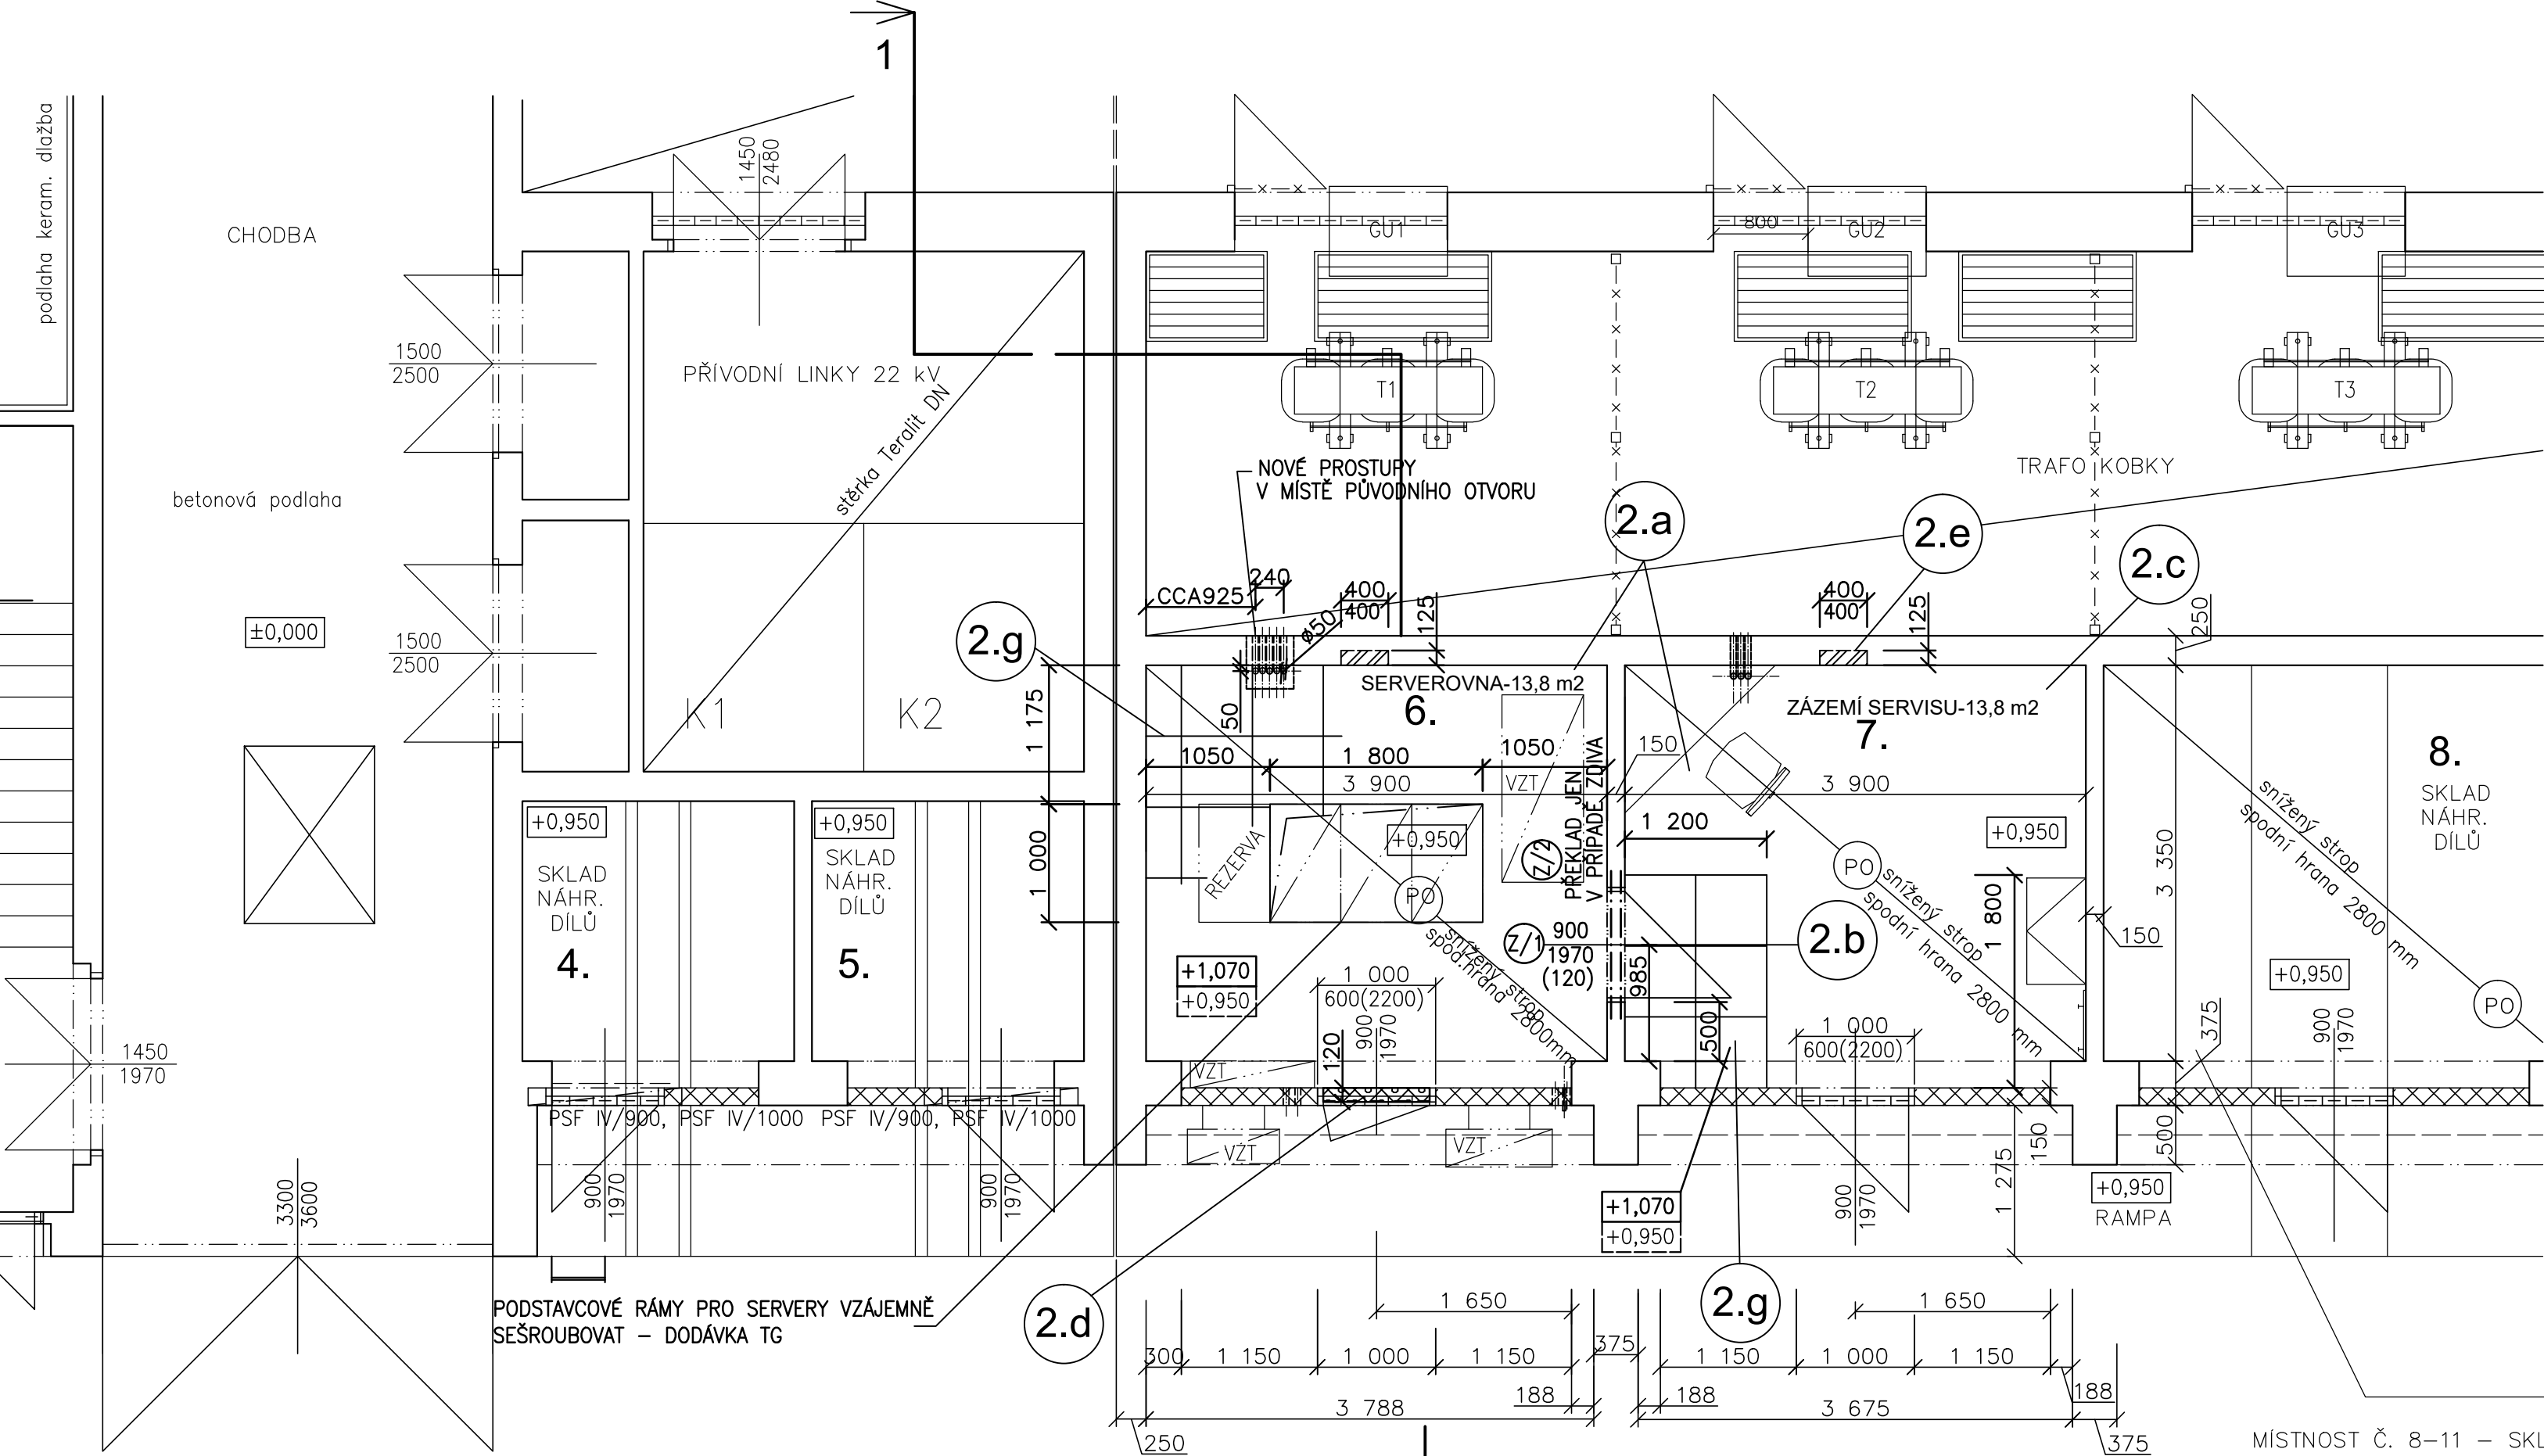 1
podlaha keram. dlažba
CHODBA
betonová podlaha
±0,000
1500
2500
1500
2500
1450
2480
PŘÍVODNÍ LINKY 22 kV
stěrka Teralit DN
K1
K2
GU1
800
GU2
GU3
T1
T2
T3
TRAFO KOBKY
NOVÉ PROSTUPY
V MÍSTĚ PŮVODNÍHO OTVORU
2.a
2.e
2.c
2.g
CCA925
240
400
400
125
ø50
400
400
125
250
50
1 175
1 000
SERVEROVNA-13,8 m2
6.
ZÁZEMÍ SERVISU-13,8 m2
7.
8.
SKLAD
NÁHR.
DÍLŮ
1050
1 800
1050
3 900
VZT
150
3 900
PŘEKLAD JEN
V PŘÍPADĚ ZDIVA
Z/2
REZERVA
+0,950
PO
snížený strop
spod.hrana 2800mm
1 200
+0,950
PO
snížený strop
spodní hrana 2800 mm
snížený strop
spodní hrana 2800 mm
3 350
1 800
150
PO
+0,950
+0,950
SKLAD
NÁHR.
DÍLŮ
4.
+0,950
SKLAD
NÁHR.
DÍLŮ
5.
Z/1
900
1970
(120)
2.b
985
500
+1,070
+0,950
1 000
600(2200)
900
1970
120
1 000
600(2200)
375
900
1970
1450
1970
VZT
PSF IV/900, PSF IV/1000
PSF IV/900, PSF IV/1000
VZT
VZT
900
1970
900
1970
3300
3600
+1,070
+0,950
900
1970
1 275
150
500
+0,950
RAMPA
PODSTAVCOVÉ RÁMY PRO SERVERY VZÁJEMNĚ
SEŠROUBOVAT – DODÁVKA TG
2.d
2.g
1 650
1 650
300
1 150
1 000
1 150
375
1 150
1 000
1 150
188
188
188
3 788
3 675
250
375
MÍSTNOST Č. 8-11 – SKL